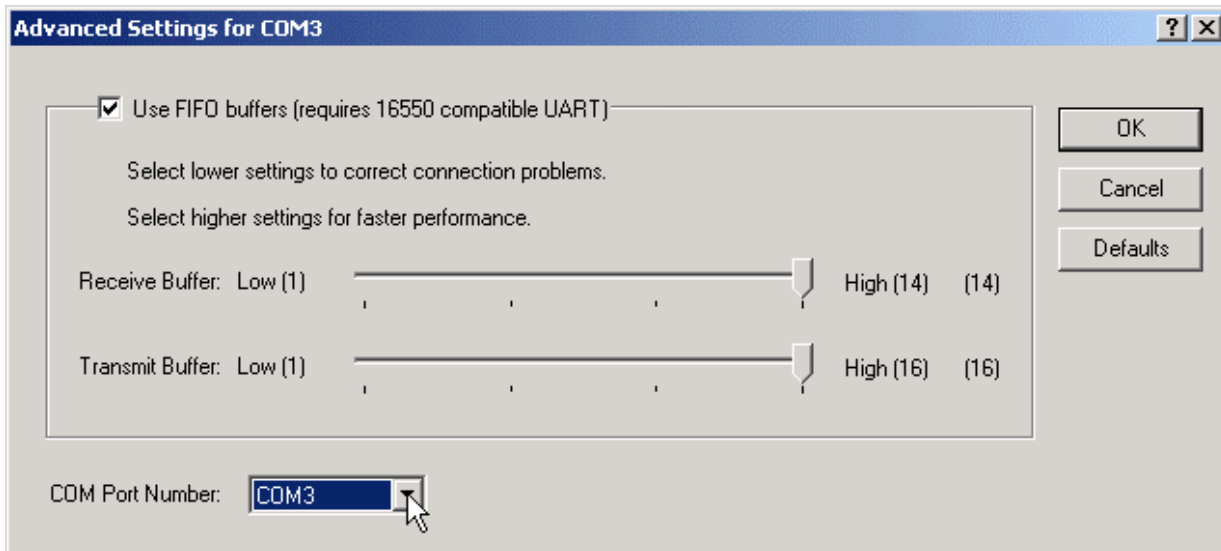 Advanced Settings for COM3
Use FIFO buffers (requires 16550 compatible UART)
OK
Select lower settings to correct connection problems.
Cancel
Select higher settings for faster performance.
Defaults
Receive Buffer: Low (1) High (14) (14)
Transmit Buffer: Low (1) High (16) (16)
COM Port Number: COM3